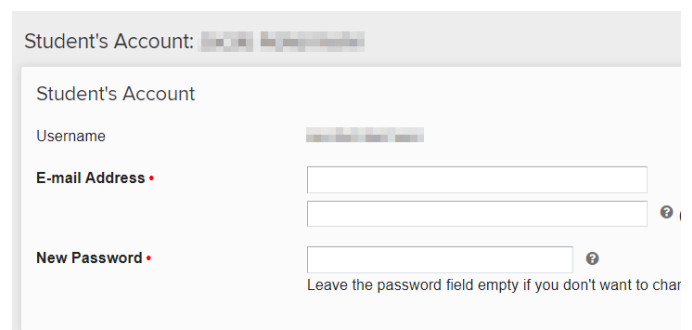 Student's Account:
Student's Account
Username
E-mail Address •
New Password •
Leave the password field empty if you don't want to